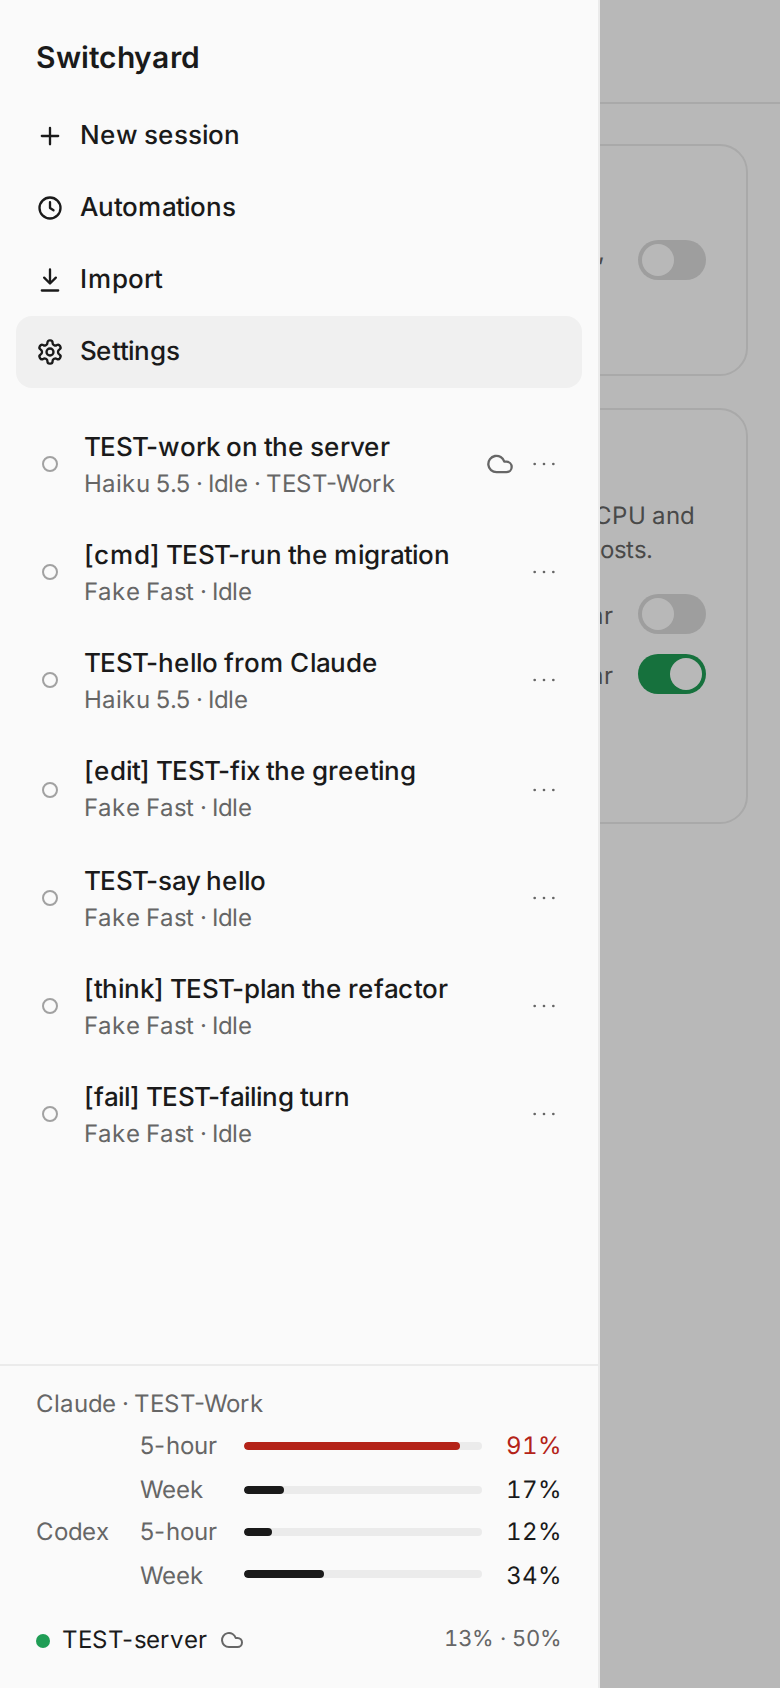 Switchyard
New session
Automations
Import
Settings
TEST-work on the server
Haiku 5.5 · Idle · TEST-Work
[cmd] TEST-run the migration
Fake Fast · Idle
TEST-hello from Claude
Haiku 5.5 · Idle
[edit] TEST-fix the greeting
Fake Fast · Idle
TEST-say hello
Fake Fast · Idle
[think] TEST-plan the refactor
Fake Fast · Idle
[fail] TEST-failing turn
Fake Fast · Idle
CPU and
Claude · TEST-Work
5-hour 91%
Week 17%
Codex 5-hour 12%
Week 34%
TEST-server 13% · 50%